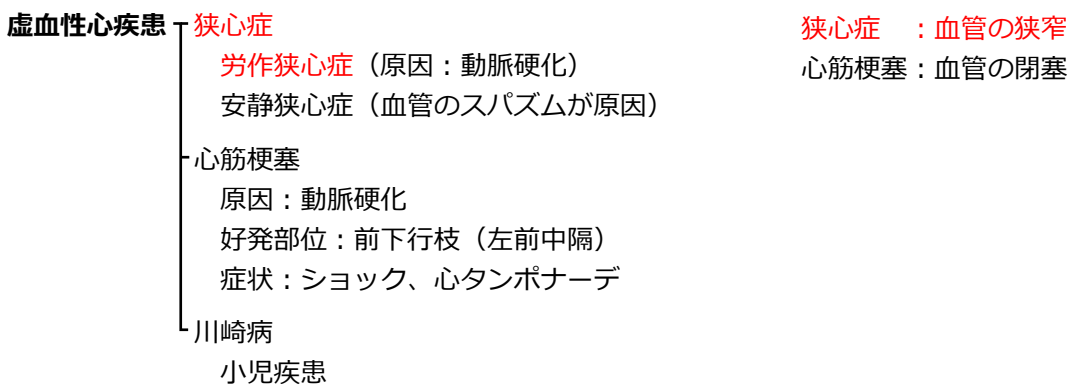 虚血性心疾患 狭心症
労作狭心症（原因：動脈硬化）
安静狭心症（血管のスパズムが原因）
心筋梗塞
原因：動脈硬化
好発部位：前下行枝（左前中隔）
症状：ショック、心タンポナーデ
川崎病
小児疾患
狭心症　：血管の狭窄
心筋梗塞：血管の閉塞